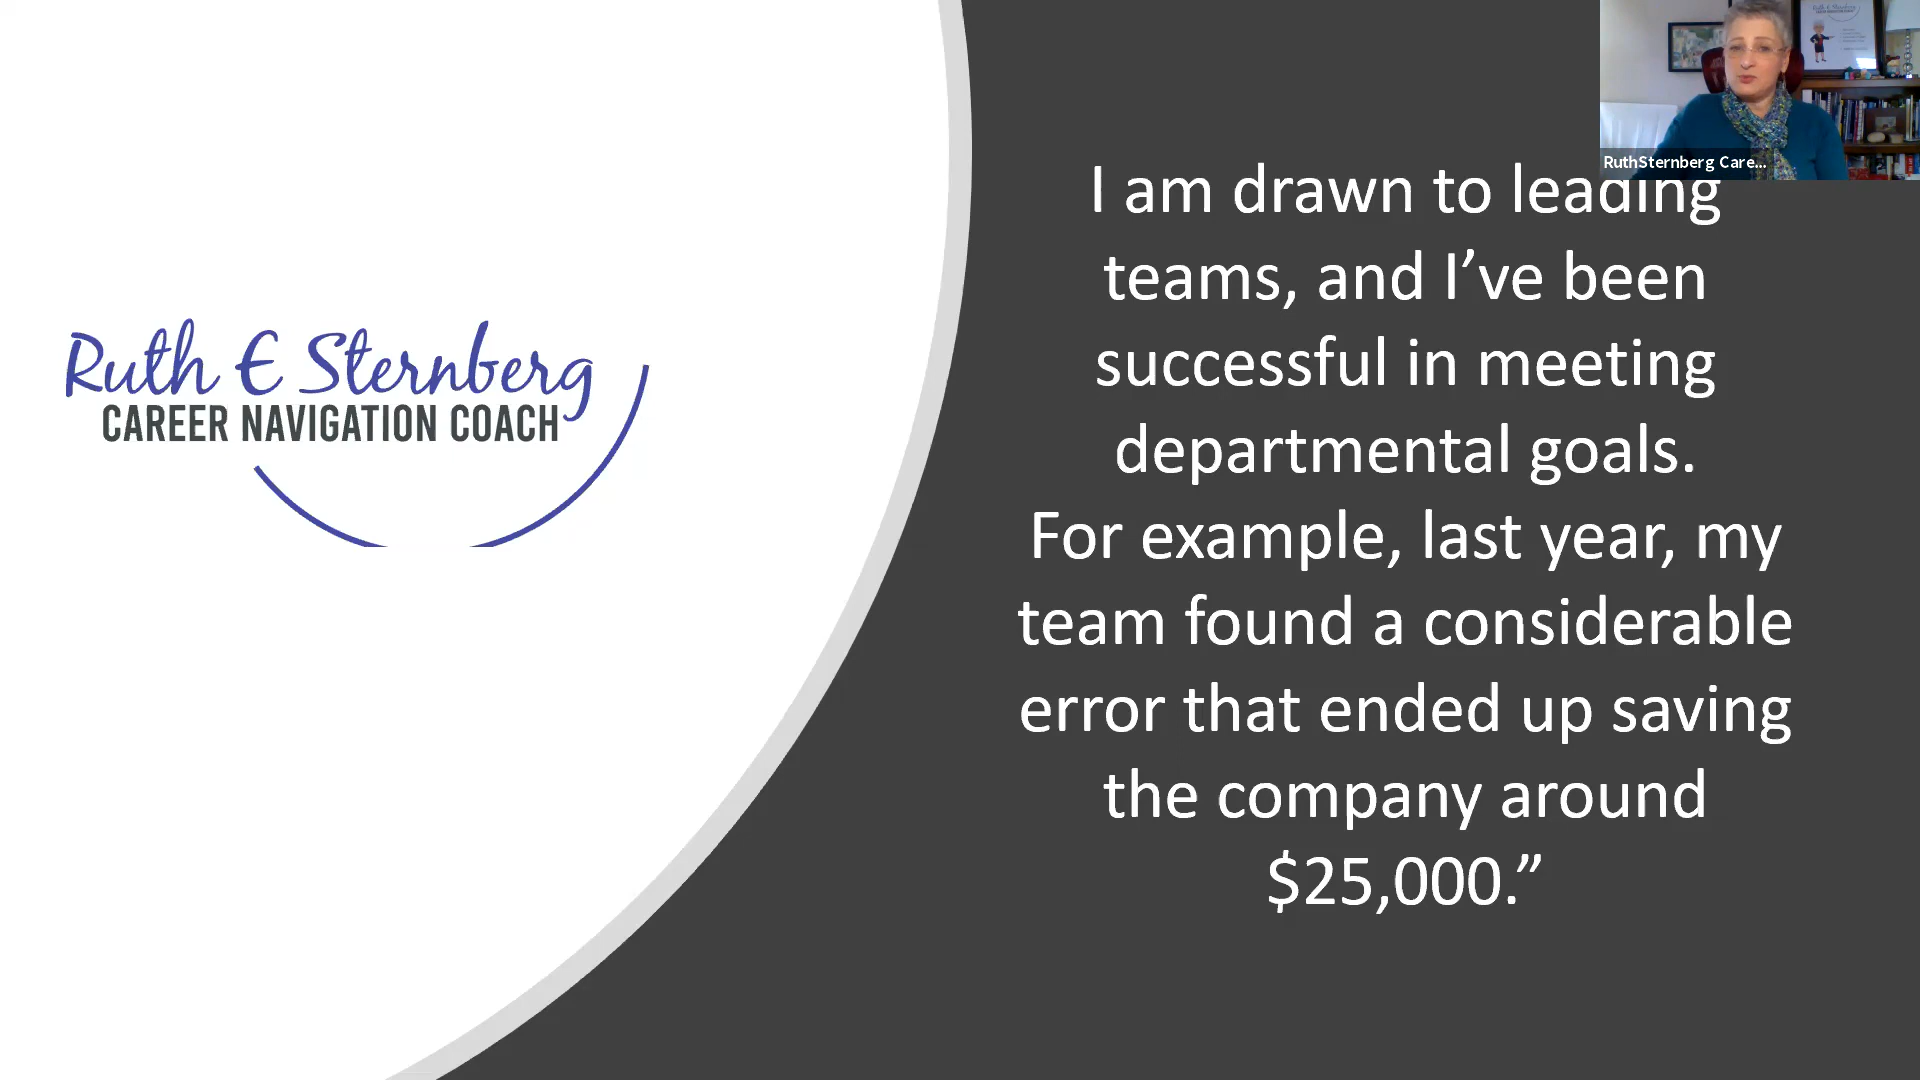 Ruth E Sternberg
CAREER NAVIGATION COACH
RuthSternberg Care...
I am drawn to leading
teams, and I’ve been
successful in meeting
departmental goals.
For example, last year, my
team found a considerable
error that ended up saving
the company around
$25,000.”